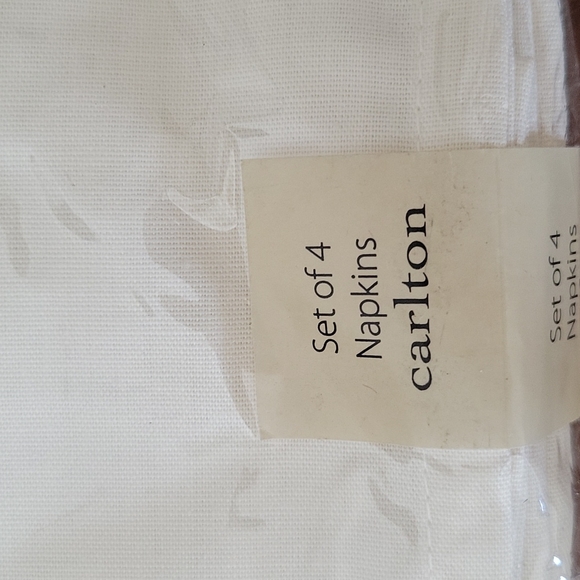 Set of 4
Napkins
carlton
Set of 4
Napkins